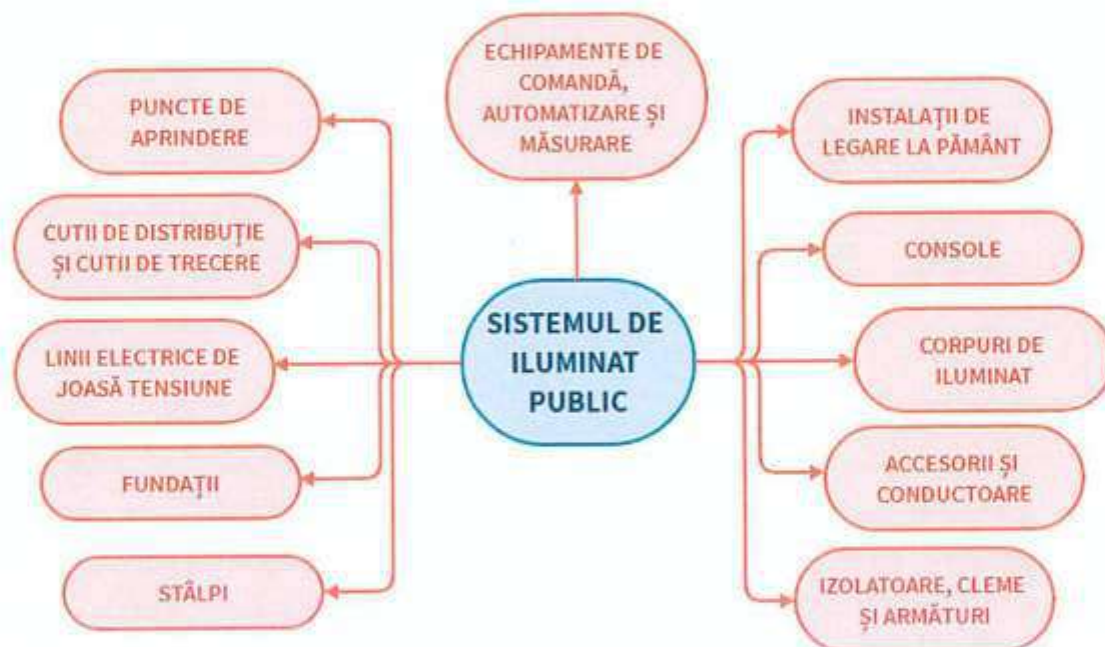 ECHIPAMENTE DE
COMANDĂ,
AUTOMATIZARE ȘI
MĂSURARE
PUNCTE DE
APRINDERE
CUTII DE DISTRIBUȚIE
ȘI CUTII DE TRECERE
LINII ELECTRICE DE
JOASĂ TENSIUNE
FUNDAȚII
STÂLPI
SISTEMUL DE
ILUMINAT
PUBLIC
INSTALAȚII DE
LEGARE LA PĂMÂNT
CONSOLE
CORPURI DE
ILUMINAT
ACCESORII ȘI
CONDUCTOARE
IZOLATOARE, CLEME
ȘI ARMĂTURI